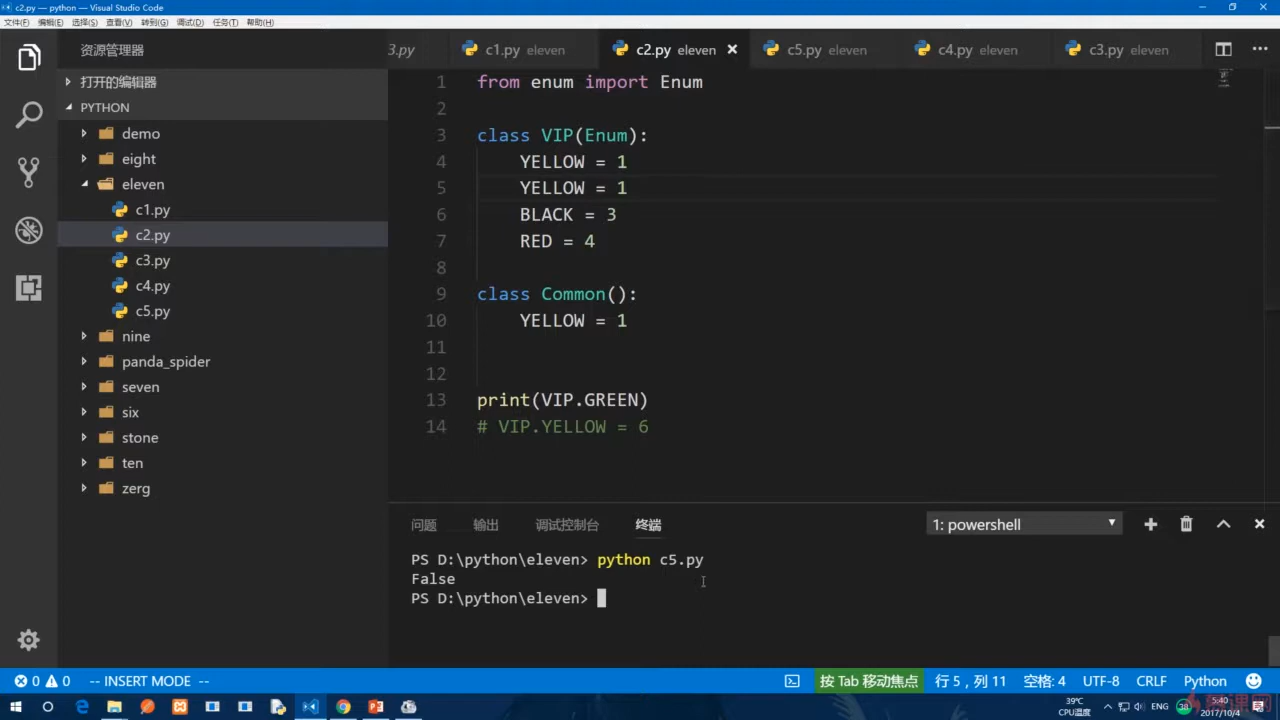 c2.py — python — Visual Studio Code
文件(F) 编辑(E) 选择(S) 查看(V) 转到(G) 调试(D) 任务(T) 帮助(H)
资源管理器
3.py c1.py eleven c2.py eleven c5.py eleven c4.py eleven c3.py eleven
打开的编辑器
PYTHON
demo
eight
eleven
c1.py
c2.py
c3.py
c4.py
c5.py
nine
panda_spider
seven
six
stone
ten
zerg
1 from enum import Enum
2
3 class VIP(Enum):
4 YELLOW = 1
5 YELLOW = 1
6 BLACK = 3
7 RED = 4
8
9 class Common():
10 YELLOW = 1
11
12
13 print(VIP.GREEN)
14 # VIP.YELLOW = 6
问题 输出 调试控制台 终端 1: powershell
PS D:\python\eleven> python c5.py
False
PS D:\python\eleven>
0 0 -- INSERT MODE -- 按 Tab 移动焦点 行 5，列 11 空格: 4 UTF-8 CRLF Python
39℃
CPU温度
ENG
38
5:40
2017/10/4